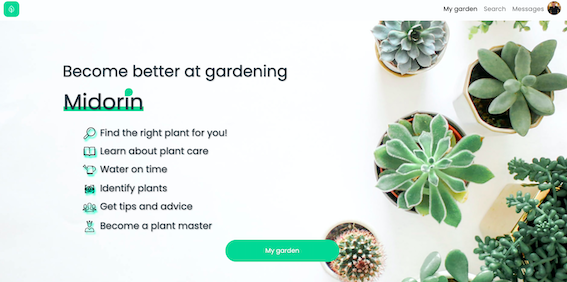 My garden Search Messages
Become better at gardening
Midorin
Find the right plant for you!
Learn about plant care
Water on time
Identify plants
Get tips and advice
Become a plant master
My garden